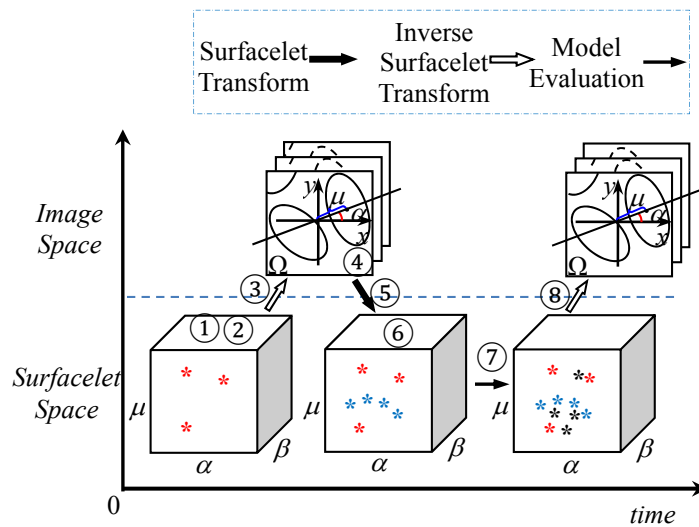 Surfacelet
Transform
Inverse
Surfacelet
Transform
Model
Evaluation
Image
Space
y
μ
α
x
Ω
③
④
⑤
y
μ
α
x
Ω
⑧
Surfacelet
Space
① ②
μ
α
β
⑥
μ
α
β
⑦
μ
α
β
0
time